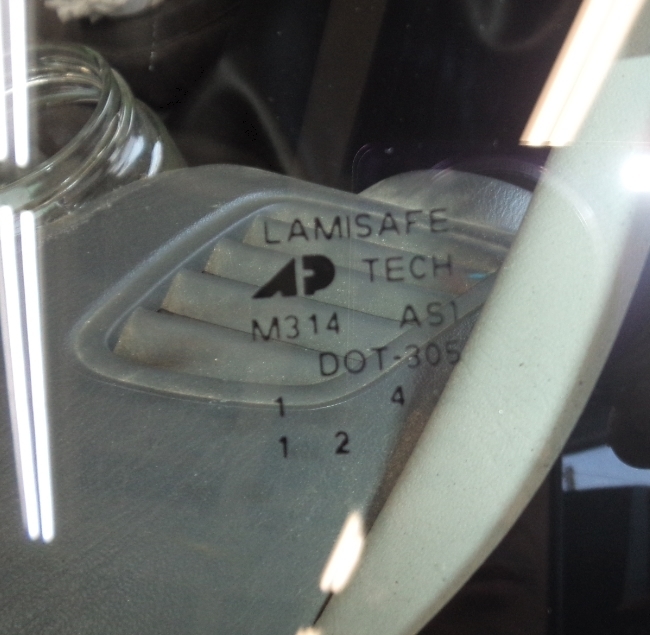 LAMISAFE
AP TECH
M314 AS1
DOT-305
1 4
1 2